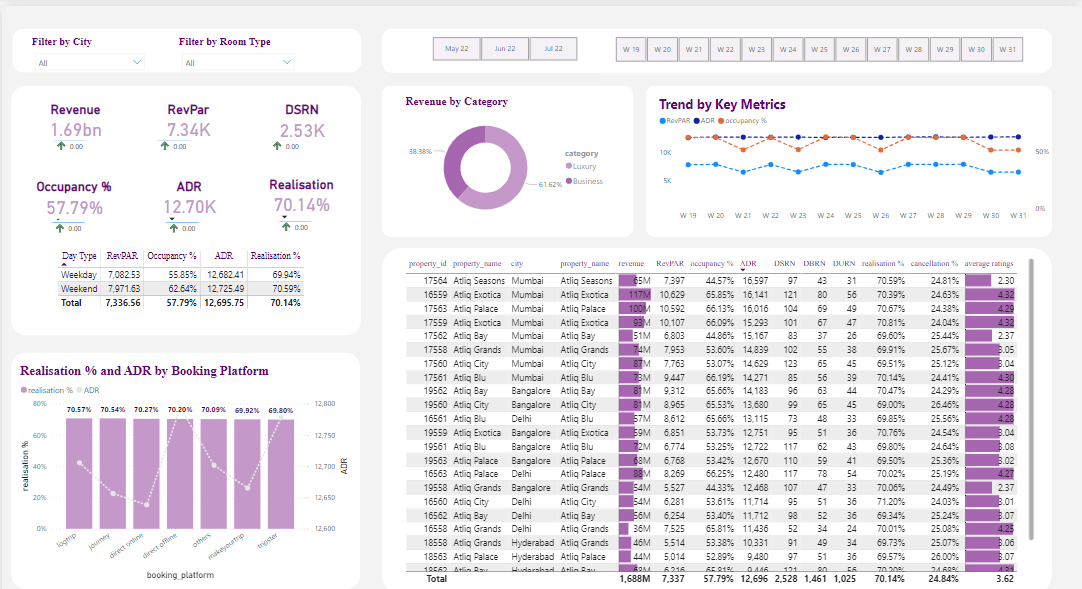 Filter by City
Filter by Room Type
All
All
May 22
Jun 22
Jul 22
W 19
W 20
W 21
W 22
W 23
W 24
W 25
W 26
W 27
W 28
W 29
W 30
W 31
Revenue
1.69bn
0.00
RevPar
7.34K
0.00
DSRN
2.53K
0.00
Occupancy %
57.79%
0.00
ADR
12.70K
0.00
Realisation
70.14%
0.00
Day Type RevPAR Occupancy % ADR Realisation %
Weekday 7,082.53 55.85% 12,682.41 69.94%
Weekend 7,971.63 62.64% 12,725.49 70.59%
Total 7,336.56 57.79% 12,695.75 70.14%
Revenue by Category
38.38%
61.62%
category
Luxury
Business
Trend by Key Metrics
RevPAR ADR occupancy %
10K
5K
50%
0%
W 19 W 20 W 21 W 22 W 23 W 24 W 25 W 26 W 27 W 28 W 29 W 30 W 31
Realisation % and ADR by Booking Platform
realisation % ADR
80%
60%
40%
20%
0%
realisation %
70.57% 70.54% 70.27% 70.20% 70.09% 69.92% 69.80%
12,800
12,750
12,700
12,650
12,600
ADR
logtrip
journey
direct online
direct offline
others
makeyourtrip
tripster
booking_platform
property_id property_name city property_name revenue RevPAR occupancy % ADR DSRN DBRN DURN realisation % cancellation % average ratings
17564 Atliq Seasons Mumbai Atliq Seasons 65M 7,397 44.57% 16,597 97 43 31 70.59% 24.81% 2.30
16559 Atliq Exotica Mumbai Atliq Exotica 117M 10,629 65.85% 16,141 121 80 56 70.39% 24.63% 4.32
17563 Atliq Palace Mumbai Atliq Palace 100M 10,592 66.13% 16,016 104 69 49 70.67% 24.38% 4.29
17559 Atliq Exotica Mumbai Atliq Exotica 93M 10,107 66.09% 15,293 101 67 47 70.81% 24.04% 4.32
17562 Atliq Bay Mumbai Atliq Bay 51M 6,803 44.86% 15,167 83 37 26 69.60% 25.44% 2.37
17558 Atliq Grands Mumbai Atliq Grands 74M 7,953 53.60% 14,839 102 55 38 69.91% 25.67% 3.05
17560 Atliq City Mumbai Atliq City 87M 7,763 53.07% 14,629 123 65 45 69.51% 25.12% 3.04
17561 Atliq Blu Mumbai Atliq Blu 73M 9,447 66.19% 14,271 85 56 39 70.14% 24.41% 4.30
19562 Atliq Bay Bangalore Atliq Bay 81M 9,312 65.66% 14,183 96 63 44 70.47% 24.29% 4.28
19560 Atliq City Bangalore Atliq City 81M 8,965 65.53% 13,680 99 65 45 69.00% 26.46% 4.28
16561 Atliq Blu Delhi Atliq Blu 57M 8,612 65.66% 13,115 73 48 33 69.85% 25.56% 4.28
19559 Atliq Exotica Bangalore Atliq Exotica 59M 6,851 53.73% 12,751 95 51 36 70.76% 24.54% 3.04
19561 Atliq Blu Bangalore Atliq Blu 72M 6,774 53.25% 12,722 117 62 43 69.80% 24.64% 3.08
19563 Atliq Palace Bangalore Atliq Palace 68M 6,768 53.42% 12,670 110 59 41 69.50% 25.36% 3.02
16563 Atliq Palace Delhi Atliq Palace 88M 8,269 66.25% 12,480 117 78 54 70.02% 25.19% 4.27
19558 Atliq Grands Bangalore Atliq Grands 54M 5,527 44.33% 12,468 107 47 33 70.06% 24.49% 2.37
16560 Atliq City Delhi Atliq City 54M 6,281 53.61% 11,714 95 51 36 71.20% 24.03% 3.01
16562 Atliq Bay Delhi Atliq Bay 56M 6,254 53.40% 11,712 98 52 36 69.34% 25.24% 3.07
16558 Atliq Grands Delhi Atliq Grands 36M 7,525 65.81% 11,436 52 34 24 70.01% 25.08% 4.25
18558 Atliq Grands Hyderabad Atliq Grands 46M 5,514 53.38% 10,331 91 49 34 69.73% 25.07% 3.06
18563 Atliq Palace Hyderabad Atliq Palace 44M 5,014 52.89% 9,480 97 51 36 69.57% 26.00% 3.07
18562 Atliq Bay Hyderabad Atliq Bay 68M 6,216 65.81% 9,446 121 80 56 70.20% 24.68% 4.31
Total 1,688M 7,337 57.79% 12,696 2,528 1,461 1,025 70.14% 24.84% 3.62